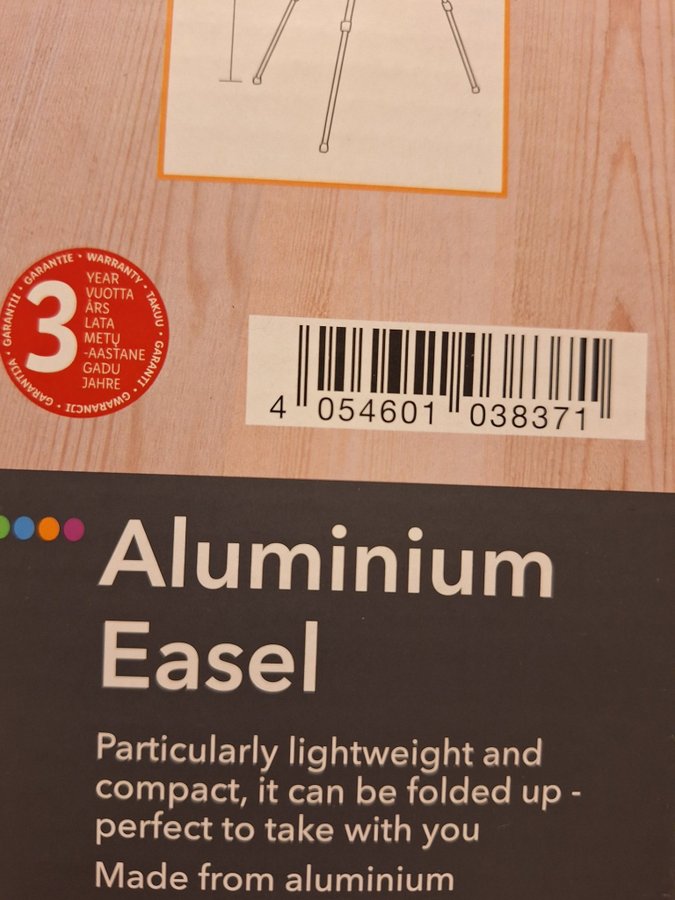 GARANTIE • WARRANTY • TAKUU • GARANTI • GWARANCJI • GARANTIJA • GARANTII •
3
YEAR
VUOTTA
ÅRS
LATA
METŲ
-AASTANE
GADU
JAHRE
4 054601 038371
Aluminium
Easel
Particularly lightweight and
compact, it can be folded up -
perfect to take with you
Made from aluminium